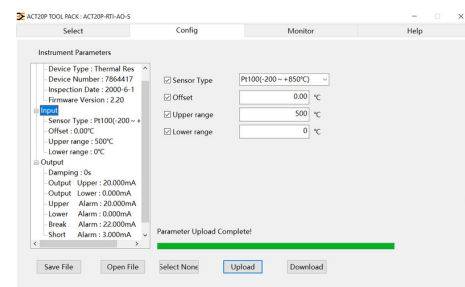 ACT20P TOOL PACK : ACT20P-RTI-AO-S
Select Config Monitor Help
Instrument Parameters
Device Type : Thermal Res
Device Number : 7864417
Inspection Date : 2000-6-1
Firmware Version : 2.20
Input
Sensor Type : Pt100(-200 ~ +
Offset : 0.00℃
Upper range : 500℃
Lower range : 0℃
Output
Damping : 0s
Output Upper : 20.000mA
Output Lower : 0.000mA
Upper Alarm : 20.000mA
Lower Alarm : 0.000mA
Break Alarm : 22.000mA
Short Alarm : 3.000mA
Sensor Type Pt100(-200 ~ +850℃)
Offset 0.00 ℃
Upper range 500 ℃
Lower range 0 ℃
Parameter Upload Complete!
Save File Open File Select None Upload Download